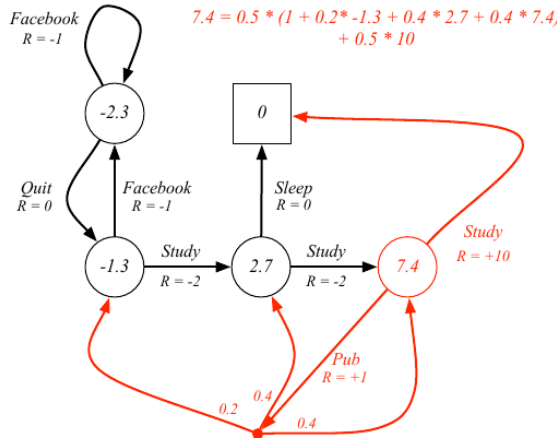 Facebook
R = -1
7.4 = 0.5 * (1 + 0.2* -1.3 + 0.4 * 2.7 + 0.4 * 7.4)
+ 0.5 * 10
-2.3
0
Quit
R = 0
Facebook
R = -1
Sleep
R = 0
Study
R = +10
-1.3
Study
R = -2
2.7
Study
R = -2
7.4
Pub
R = +1
0.2
0.4
0.4